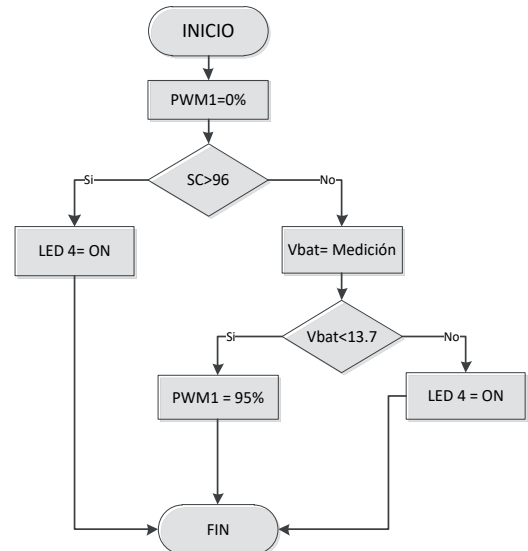 INICIO
PWM1=0%
SC>96
Si
No
LED 4= ON
Vbat= Medición
Vbat<13.7
Si
No
PWM1 = 95%
LED 4 = ON
FIN